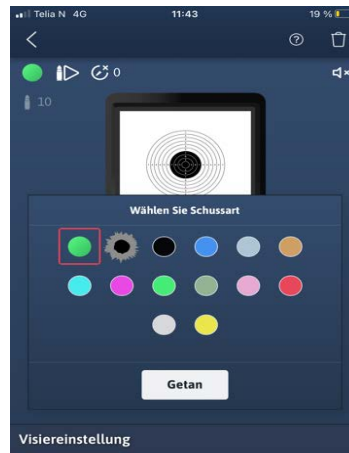 Telia N 4G 11:43 19 %
0
10
Wählen Sie Schussart
Getan
Visiereinstellung